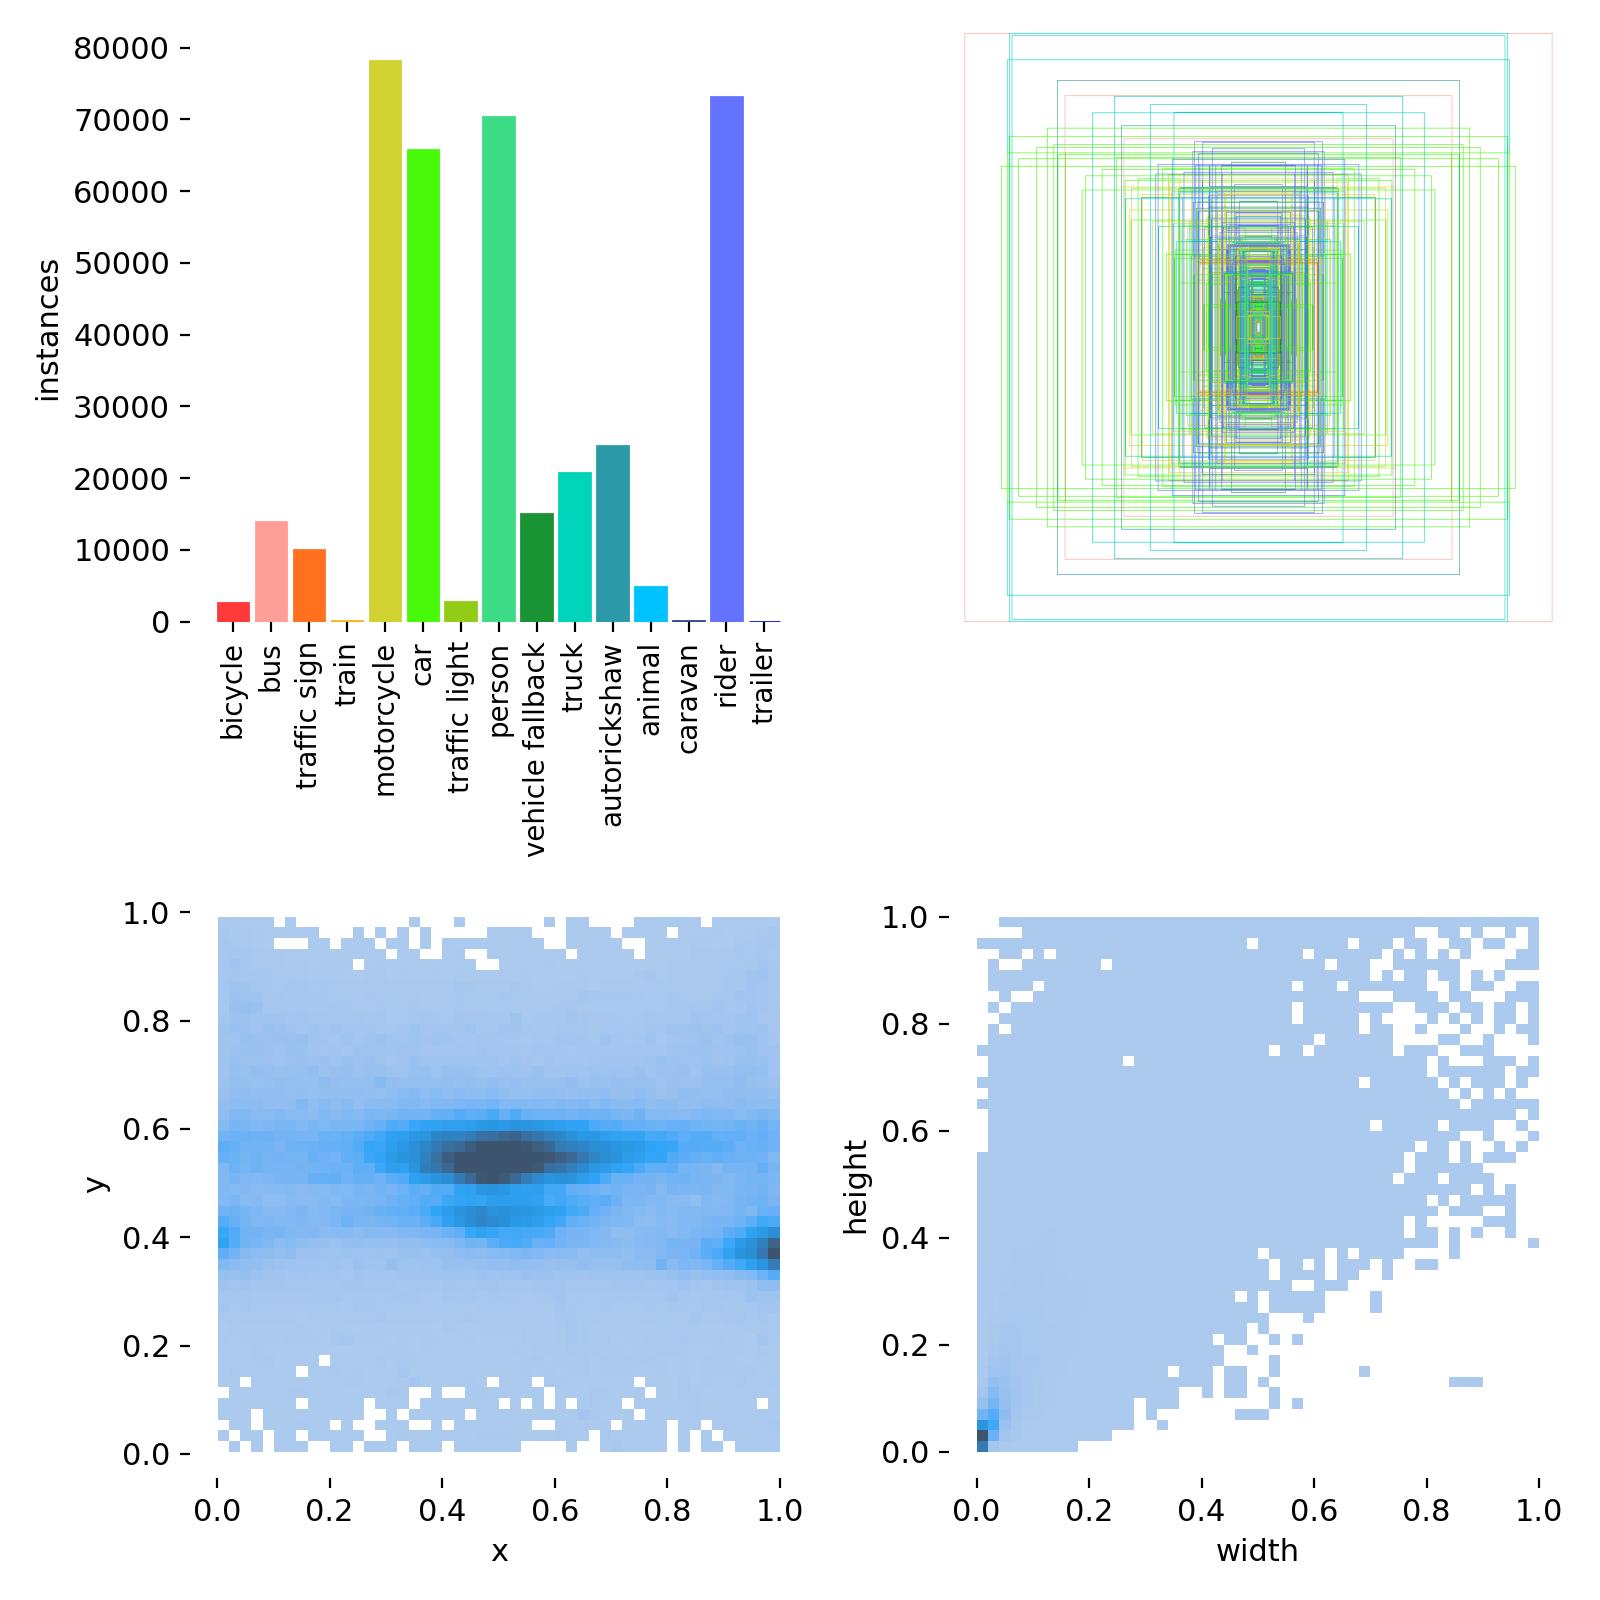 80000
70000
60000
50000
40000
30000
20000
10000
0
instances
bicycle
bus
traffic sign
train
motorcycle
car
traffic light
person
vehicle fallback
truck
autorickshaw
animal
caravan
rider
trailer
1.0
0.8
0.6
0.4
0.2
0.0
y
0.0 0.2 0.4 0.6 0.8 1.0
x
1.0
0.8
0.6
0.4
0.2
0.0
height
0.0 0.2 0.4 0.6 0.8 1.0
width